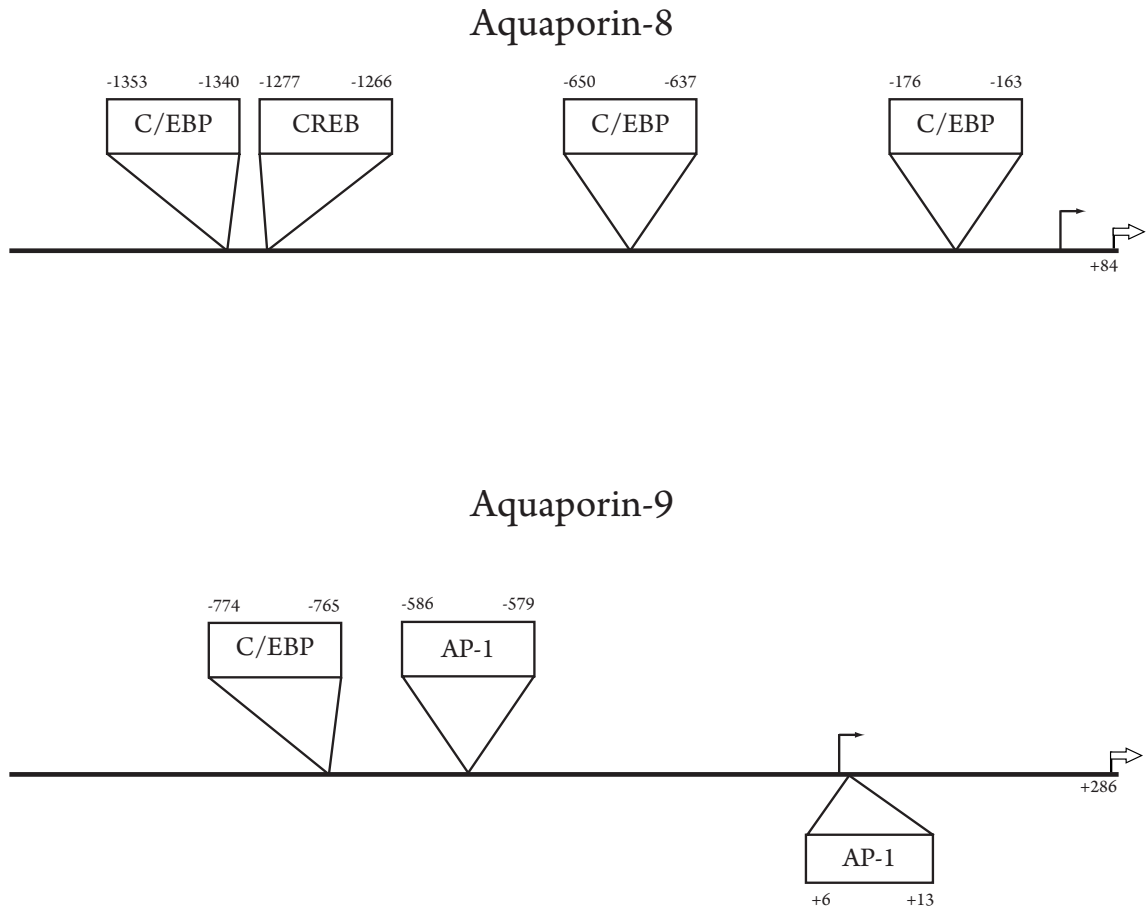 Aquaporin-8
-1353 -1340 -1277 -1266 -650 -637 -176 -163
C/EBP CREB C/EBP C/EBP
+84
Aquaporin-9
-774 -765 -586 -579
C/EBP AP-1
+286
AP-1
+6 +13